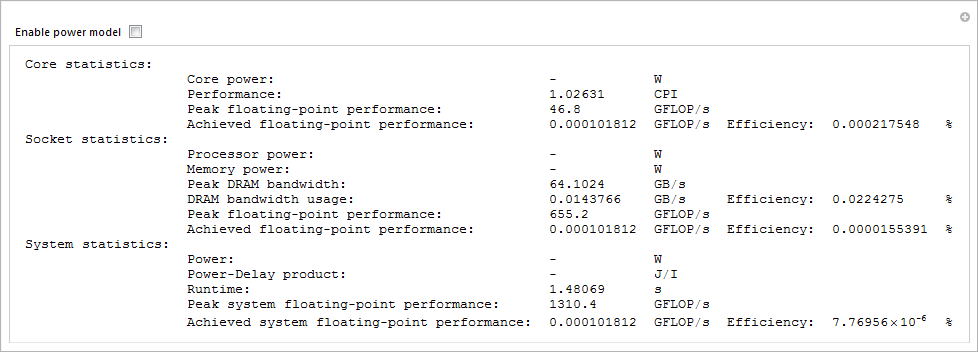 Enable power model
Core statistics:
Core power: - W
Performance: 1.02631 CPI
Peak floating-point performance: 46.8 GFLOP/s
Achieved floating-point performance: 0.000101812 GFLOP/s Efficiency: 0.000217548 %
Socket statistics:
Processor power: - W
Memory power: - W
Peak DRAM bandwidth: 64.1024 GB/s
DRAM bandwidth usage: 0.0143766 GB/s Efficiency: 0.0224275 %
Peak floating-point performance: 655.2 GFLOP/s
Achieved floating-point performance: 0.000101812 GFLOP/s Efficiency: 0.0000155391 %
System statistics:
Power: - W
Power-Delay product: - J/I
Runtime: 1.48069 s
Peak system floating-point performance: 1310.4 GFLOP/s
Achieved system floating-point performance: 0.000101812 GFLOP/s Efficiency: 7.76956×10⁻⁶ %